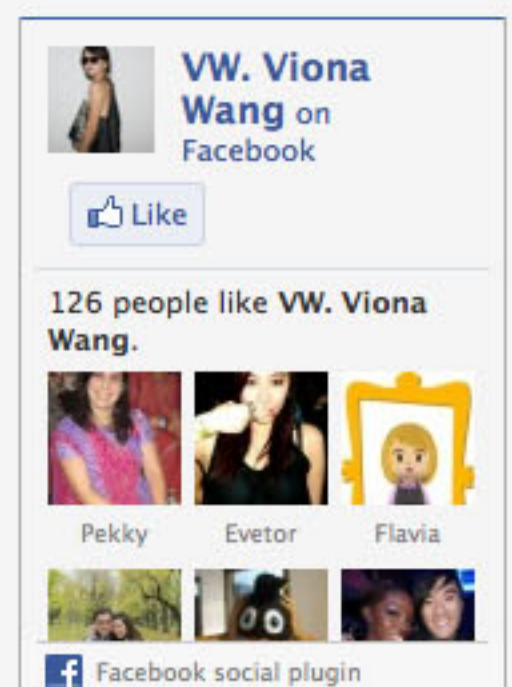 VW. Viona
Wang on
Facebook
Like
126 people like VW. Viona
Wang.
Pekky Evetor Flavia
Facebook social plugin